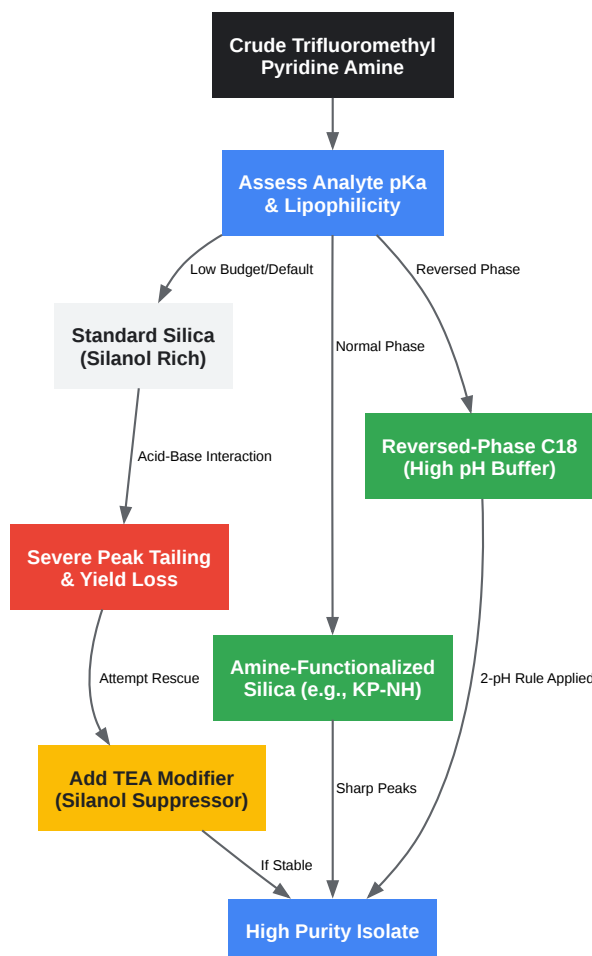 Crude Trifluoromethyl
Pyridine Amine
Assess Analyte pKa
& Lipophilicity
Low Budget/Default
Reversed Phase
Standard Silica
(Silanol Rich)
Normal Phase
Reversed-Phase C18
(High pH Buffer)
Acid-Base Interaction
Severe Peak Tailing
& Yield Loss
Amine-Functionalized
Silica (e.g., KP-NH)
Attempt Rescue
2-pH Rule Applied
Add TEA Modifier
(Silanol Suppressor)
Sharp Peaks
If Stable
High Purity Isolate